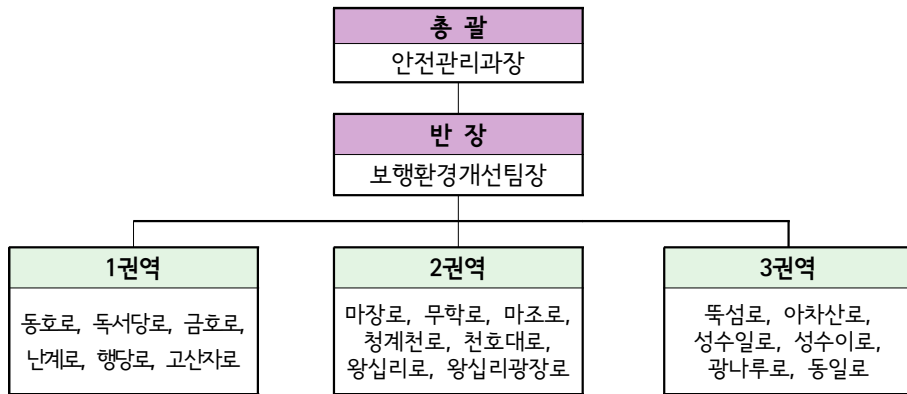 총 괄
안전관리과장
반 장
보행환경개선팀장
1권역
동호로, 독서당로, 금호로,
난계로, 행당로, 고산자로
2권역
마장로, 무학로, 마조로,
청계천로, 천호대로,
왕십리로, 왕십리광장로
3권역
뚝섬로, 아차산로,
성수일로, 성수이로,
광나루로, 동일로